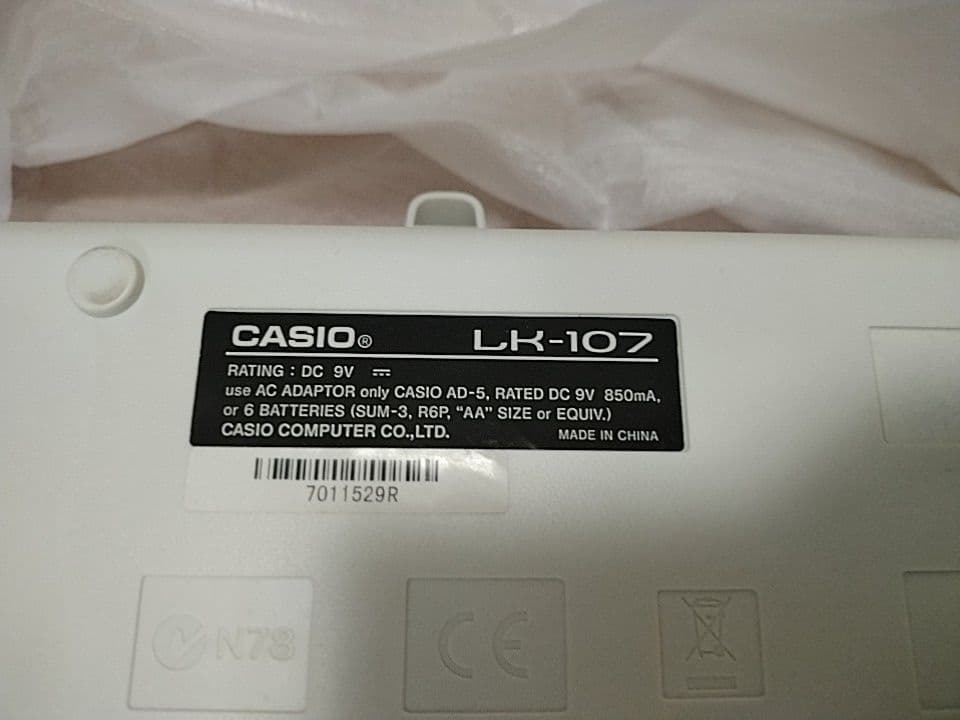 CASIO® LK-107
RATING : DC 9V ⎓
use AC ADAPTOR only CASIO AD-5, RATED DC 9V 850mA,
or 6 BATTERIES (SUM-3, R6P, “AA” SIZE or EQUIV.)
CASIO COMPUTER CO.,LTD. MADE IN CHINA
7011529R
N78 CE